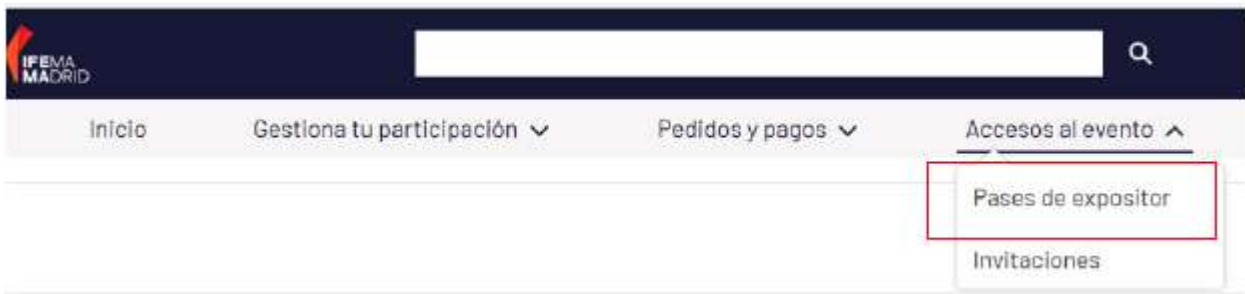 IFEMA
MADRID
Inicio Gestiona tu participación Pedidos y pagos Accesos al evento
Pases de expositor
Invitaciones